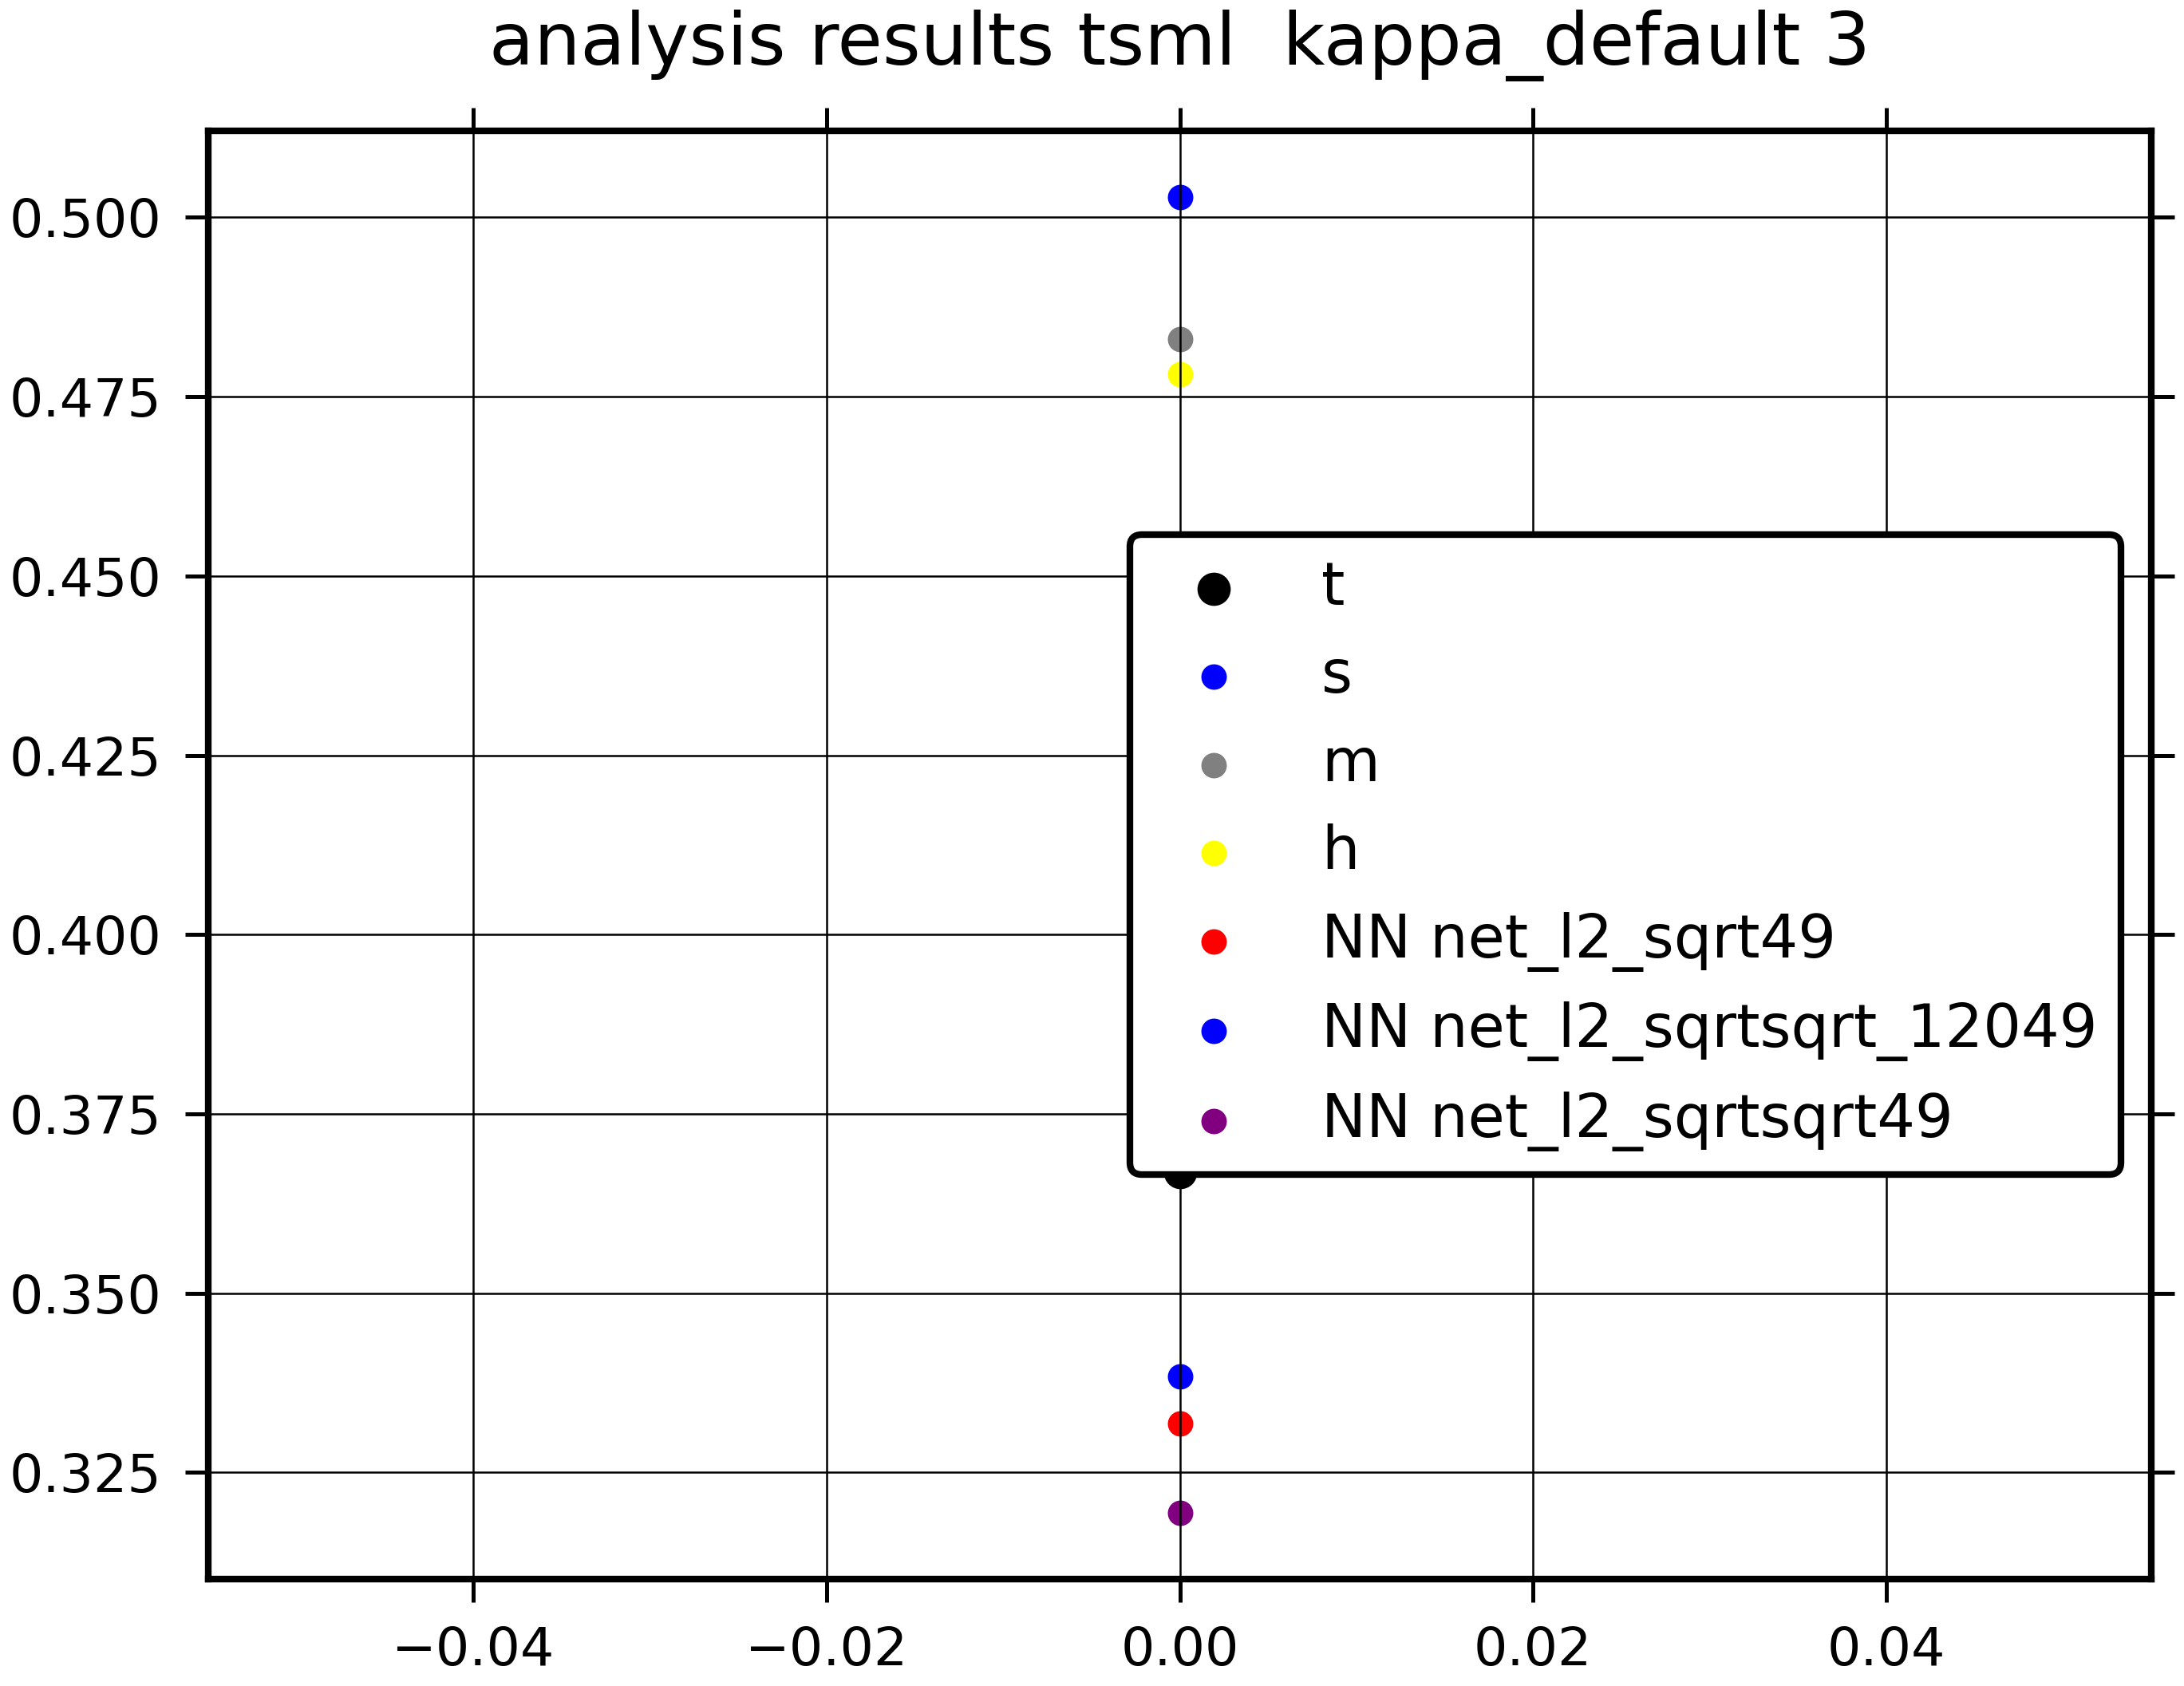 analysis results tsml  kappa_default 3
0.500
0.475
0.450
0.425
0.400
0.375
0.350
0.325
t
s
m
h
NN net_l2_sqrt49
NN net_l2_sqrtsqrt_12049
NN net_l2_sqrtsqrt49
−0.04 −0.02 0.00 0.02 0.04